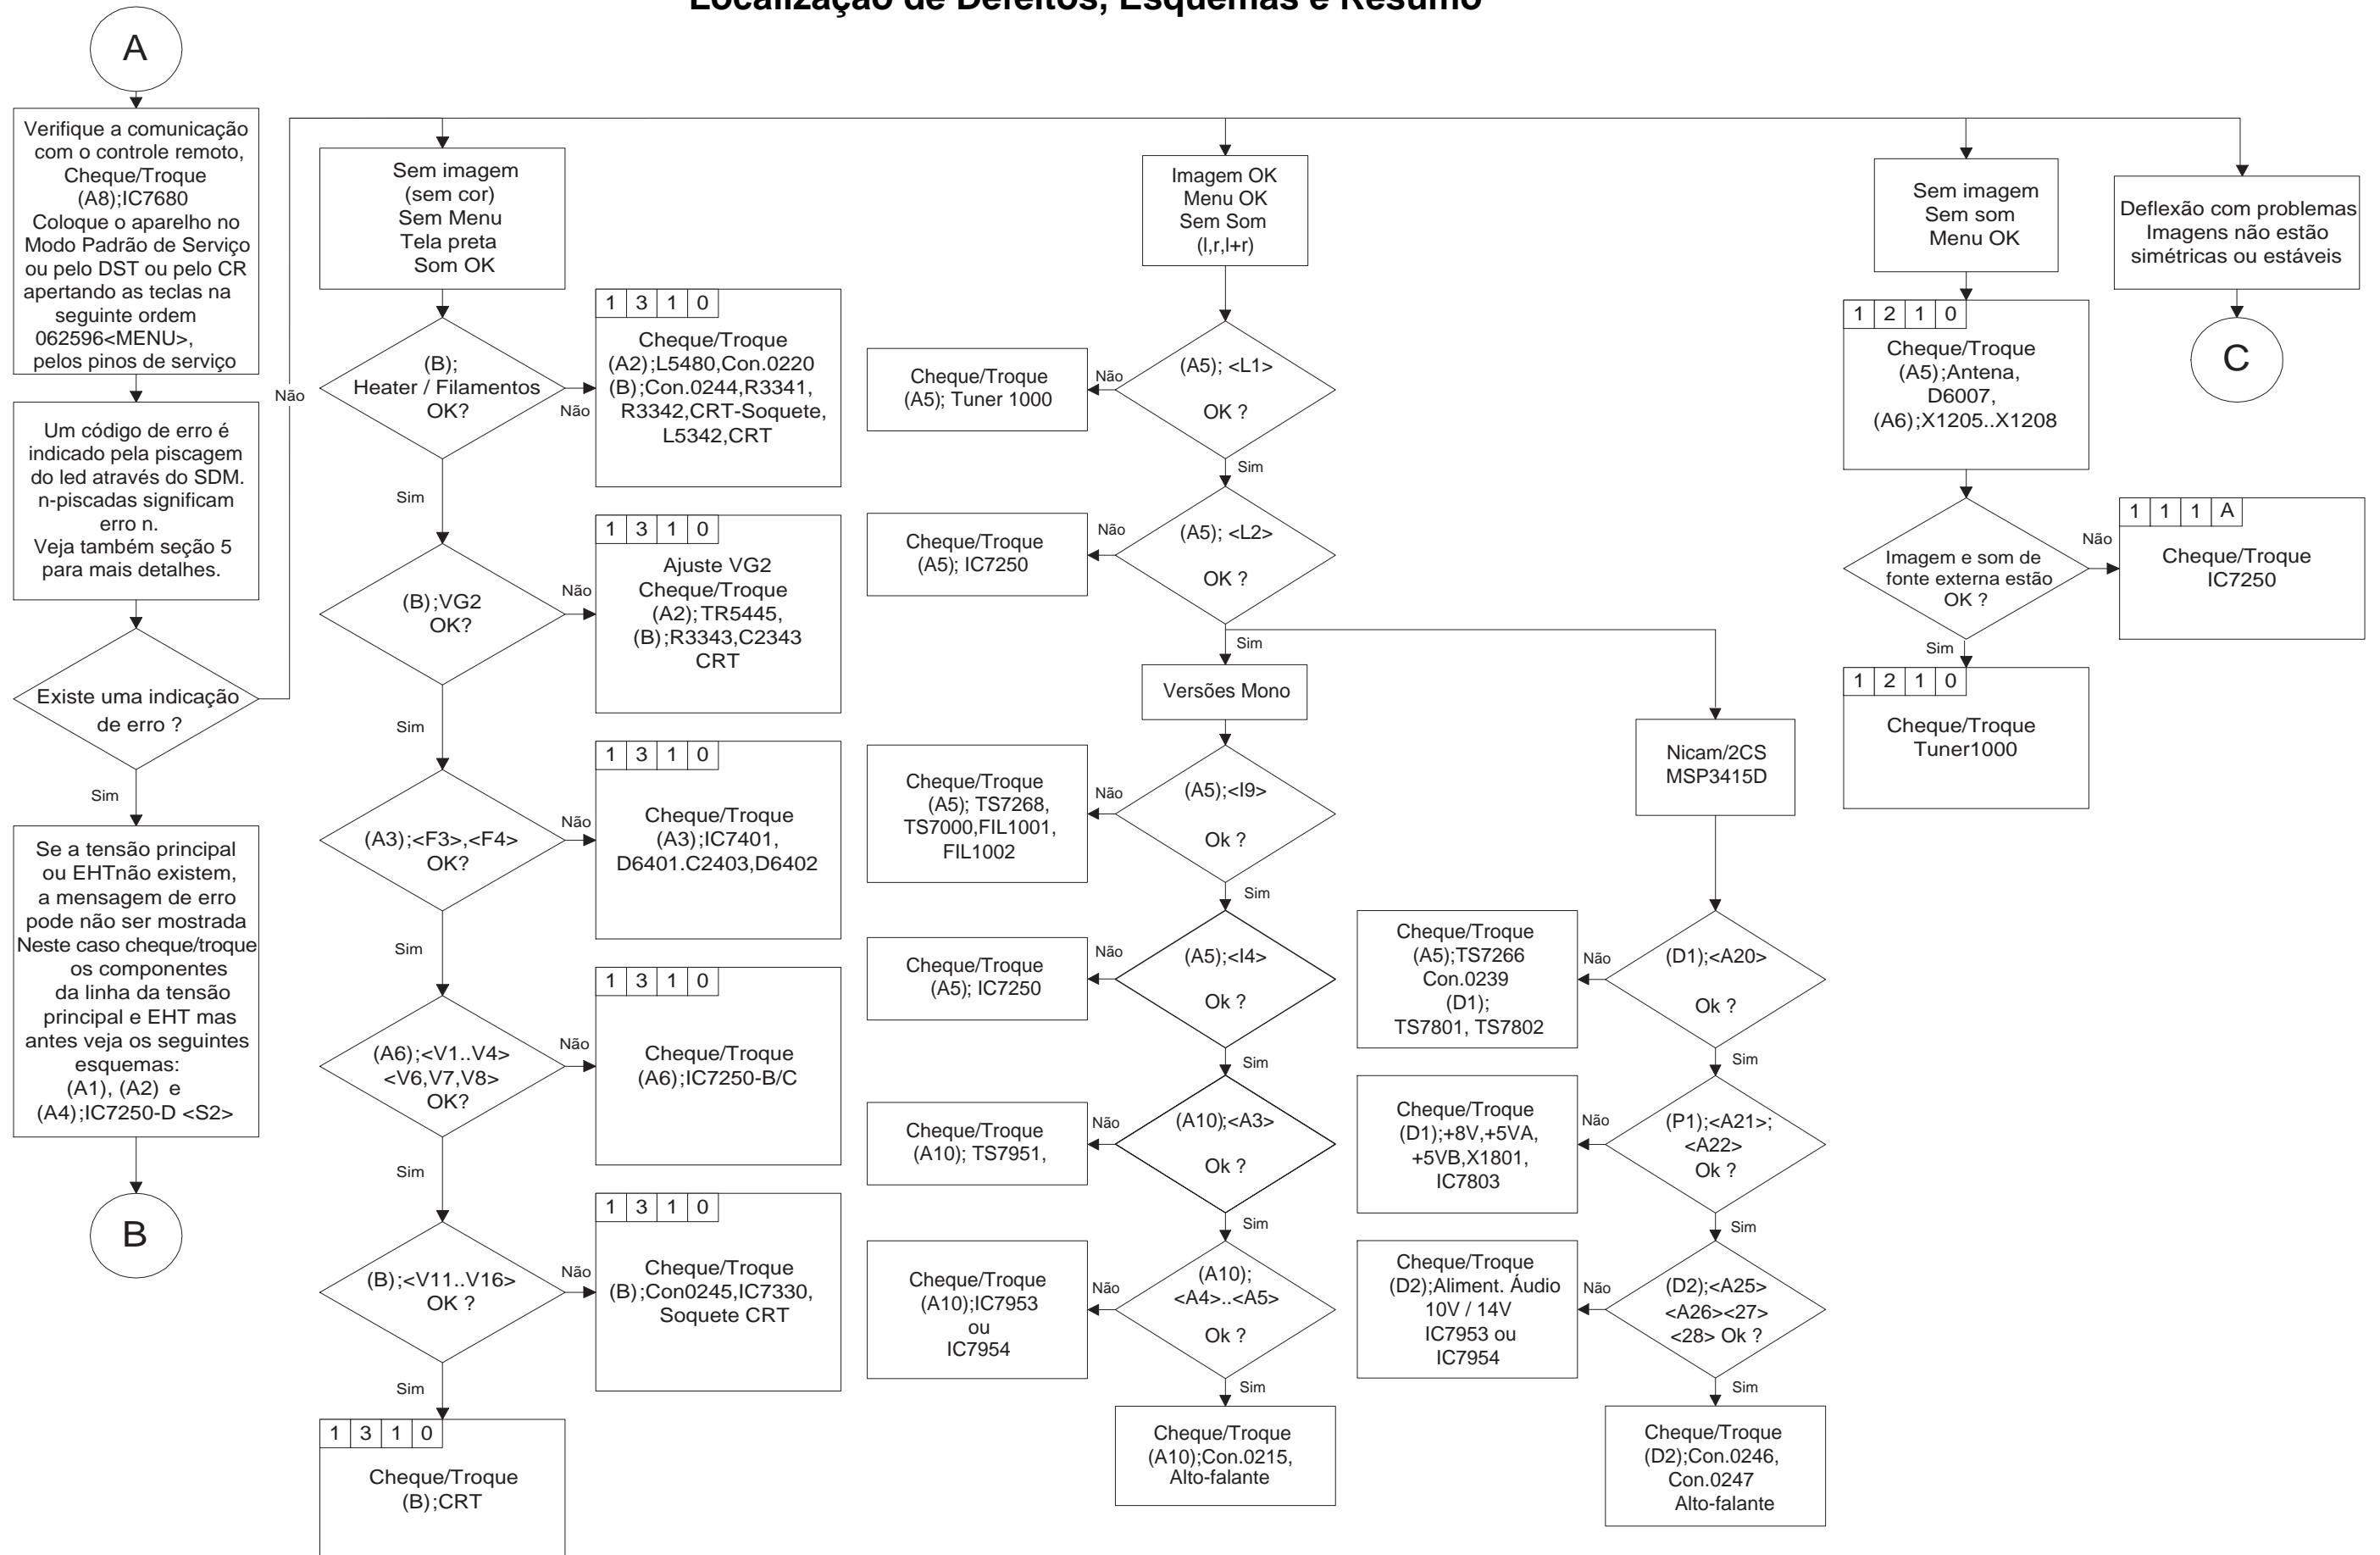 Localização de Defeitos, Esquemas e Resumo
A
Verifique a comunicação
com o controle remoto,
Cheque/Troque
(A8);IC7680
Coloque o aparelho no
Modo Padrão de Serviço
ou pelo DST ou pelo CR
apertando as teclas na
seguinte ordem
062596<MENU>,
pelos pinos de serviço
Um código de erro é
indicado pela piscagem
do led através do SDM.
n-piscadas significam
erro n.
Veja também seção 5
para mais detalhes.
Existe uma indicação
de erro ?
Não
Sim
Se a tensão principal
ou EHTnão existem,
a mensagem de erro
pode não ser mostrada
Neste caso cheque/troque
os componentes
da linha da tensão
principal e EHT mas
antes veja os seguintes
esquemas:
(A1), (A2) e
(A4);IC7250-D <S2>
B
Sem imagem
(sem cor)
Sem Menu
Tela preta
Som OK
(B);
Heater / Filamentos
OK?
Não
1 3 1 0
Cheque/Troque
(A2);L5480,Con.0220
(B);Con.0244,R3341,
R3342,CRT-Soquete,
L5342,CRT
Sim
(B);VG2
OK?
Não
1 3 1 0
Ajuste VG2
Cheque/Troque
(A2);TR5445,
(B);R3343,C2343
CRT
Sim
(A3);<F3>,<F4>
OK?
Não
1 3 1 0
Cheque/Troque
(A3);IC7401,
D6401.C2403,D6402
Sim
(A6);<V1..V4>
<V6,V7,V8>
OK?
Não
1 3 1 0
Cheque/Troque
(A6);IC7250-B/C
Sim
(B);<V11..V16>
OK ?
Não
1 3 1 0
Cheque/Troque
(B);Con0245,IC7330,
Soquete CRT
Sim
1 3 1 0
Cheque/Troque
(B);CRT
Imagem OK
Menu OK
Sem Som
(l,r,l+r)
(A5); <L1>
OK ?
Não
Cheque/Troque
(A5); Tuner 1000
Sim
(A5); <L2>
OK ?
Não
Cheque/Troque
(A5); IC7250
Sim
Versões Mono
(A5);<I9>
Ok ?
Não
Cheque/Troque
(A5); TS7268,
TS7000,FIL1001,
FIL1002
Sim
(A5);<I4>
Ok ?
Não
Cheque/Troque
(A5); IC7250
Sim
(A10);<A3>
Ok ?
Não
Cheque/Troque
(A10); TS7951,
Sim
(A10);
<A4>..<A5>
Ok ?
Não
Cheque/Troque
(A10);IC7953
ou
IC7954
Sim
Cheque/Troque
(A10);Con.0215,
Alto-falante
Nicam/2CS
MSP3415D
(D1);<A20>
Ok ?
Não
Cheque/Troque
(A5);TS7266
Con.0239
(D1);
TS7801, TS7802
Sim
(P1);<A21>;
<A22>
Ok ?
Não
Cheque/Troque
(D1);+8V,+5VA,
+5VB,X1801,
IC7803
Sim
(D2);<A25>
<A26><27>
<28> Ok ?
Não
Cheque/Troque
(D2);Aliment. Áudio
10V / 14V
IC7953 ou
IC7954
Sim
Cheque/Troque
(D2);Con.0246,
Con.0247
Alto-falante
Sem imagem
Sem som
Menu OK
1 2 1 0
Cheque/Troque
(A5);Antena,
D6007,
(A6);X1205..X1208
Imagem e som de
fonte externa estão
OK ?
Não
1 1 1 A
Cheque/Troque
IC7250
Sim
1 2 1 0
Cheque/Troque
Tuner1000
Deflexão com problemas
Imagens não estão
simétricas ou estáveis
C